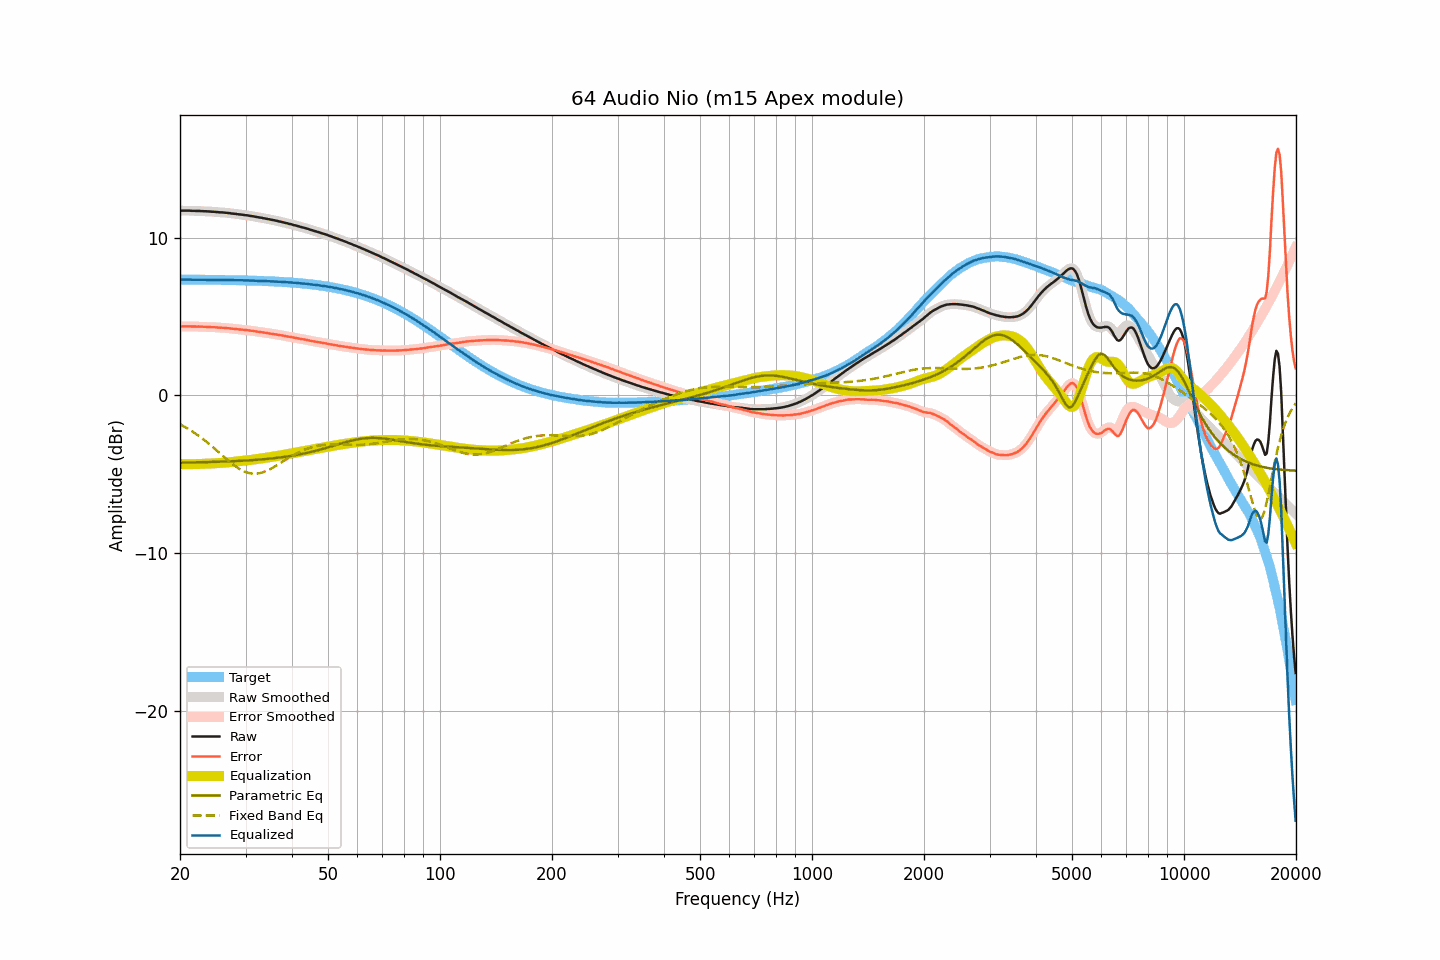 64 Audio Nio (m15 Apex module)
10
0
−10
−20
Amplitude (dBr)
Target
Raw Smoothed
Error Smoothed
Raw
Error
Equalization
Parametric Eq
Fixed Band Eq
Equalized
20 50 100 200 500 1000 2000 5000 10000 20000
Frequency (Hz)